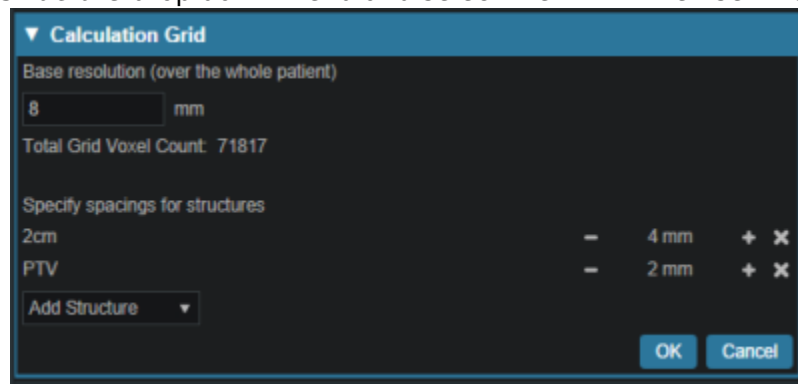 Calculation Grid
Base resolution (over the whole patient)
8 mm
Total Grid Voxel Count: 71817
Specify spacings for structures
2cm − 4 mm + ×
PTV − 2 mm + ×
Add Structure
OK Cancel